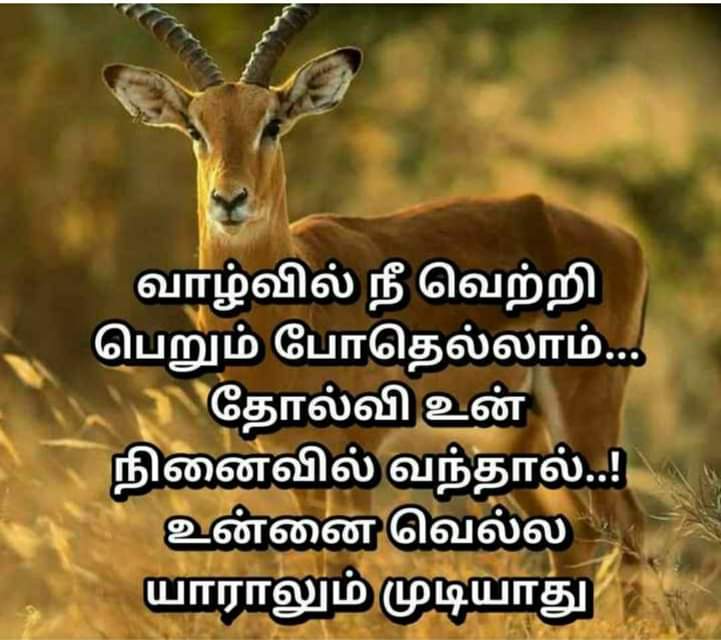 வாழ்வில் நீ வெற்றி
பெறும் போதெல்லாம்...
தோல்வி உன்
நினைவில் வந்தால்..!
உன்னை வெல்ல
யாராலும் முடியாது